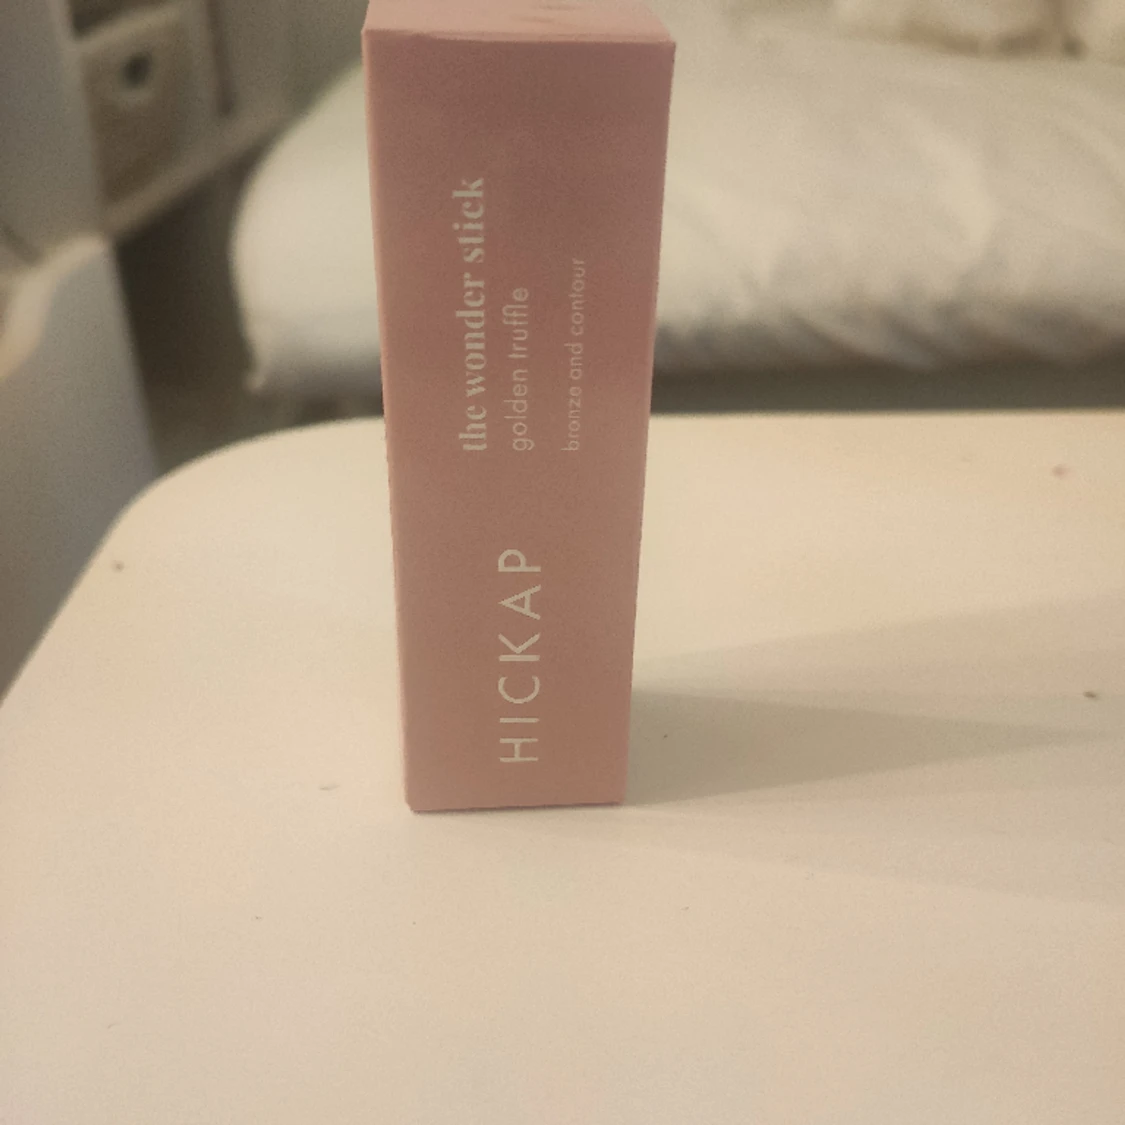 the wonder stick
golden truffle
bronze and contour
HICKAP